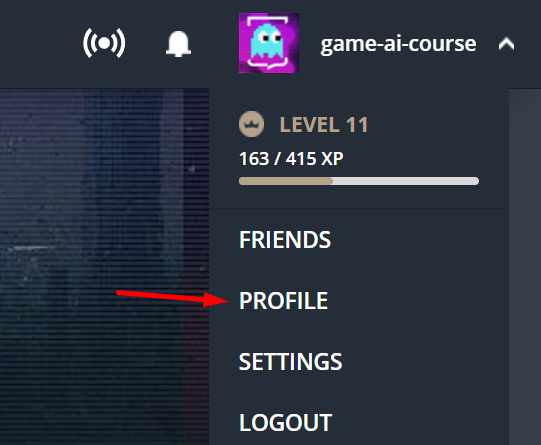 game-ai-course
LEVEL 11
163 / 415 XP
FRIENDS
PROFILE
SETTINGS
LOGOUT